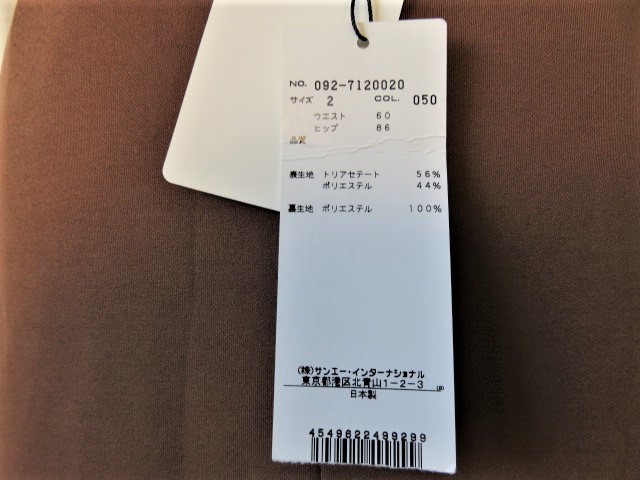 NO. 092-7120020
サイズ 2 COL. 050
ウエスト 60
ヒップ 86
品質
表生地 トリアセテート 56%
ポリエステル 44%
裏生地 ポリエステル 100%
(株)サンエー・インターナショナル
東京都港区北青山1-2-3
日本製
4549622499299